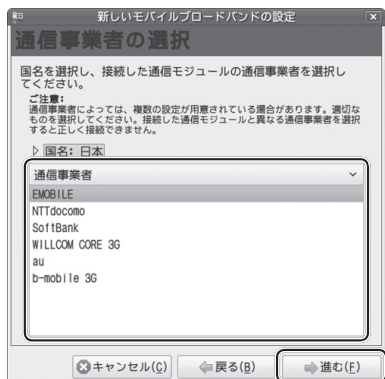 新しいモバイルブロードバンドの設定
通信事業者の選択
国名を選択し、接続した通信モジュールの通信事業者を選択し
てください。
ご注意:
通信事業者によっては、複数の設定が用意されている場合があります。適切な
ものを選択してください。接続した通信モジュールと異なる通信事業者を選択
すると正しく接続できません。
▷ 国名: 日本
通信事業者
EMOBILE
NTTdocomo
SoftBank
WILLCOM CORE 3G
au
b-mobile 3G
キャンセル(C) 戻る(B) 進む(F)